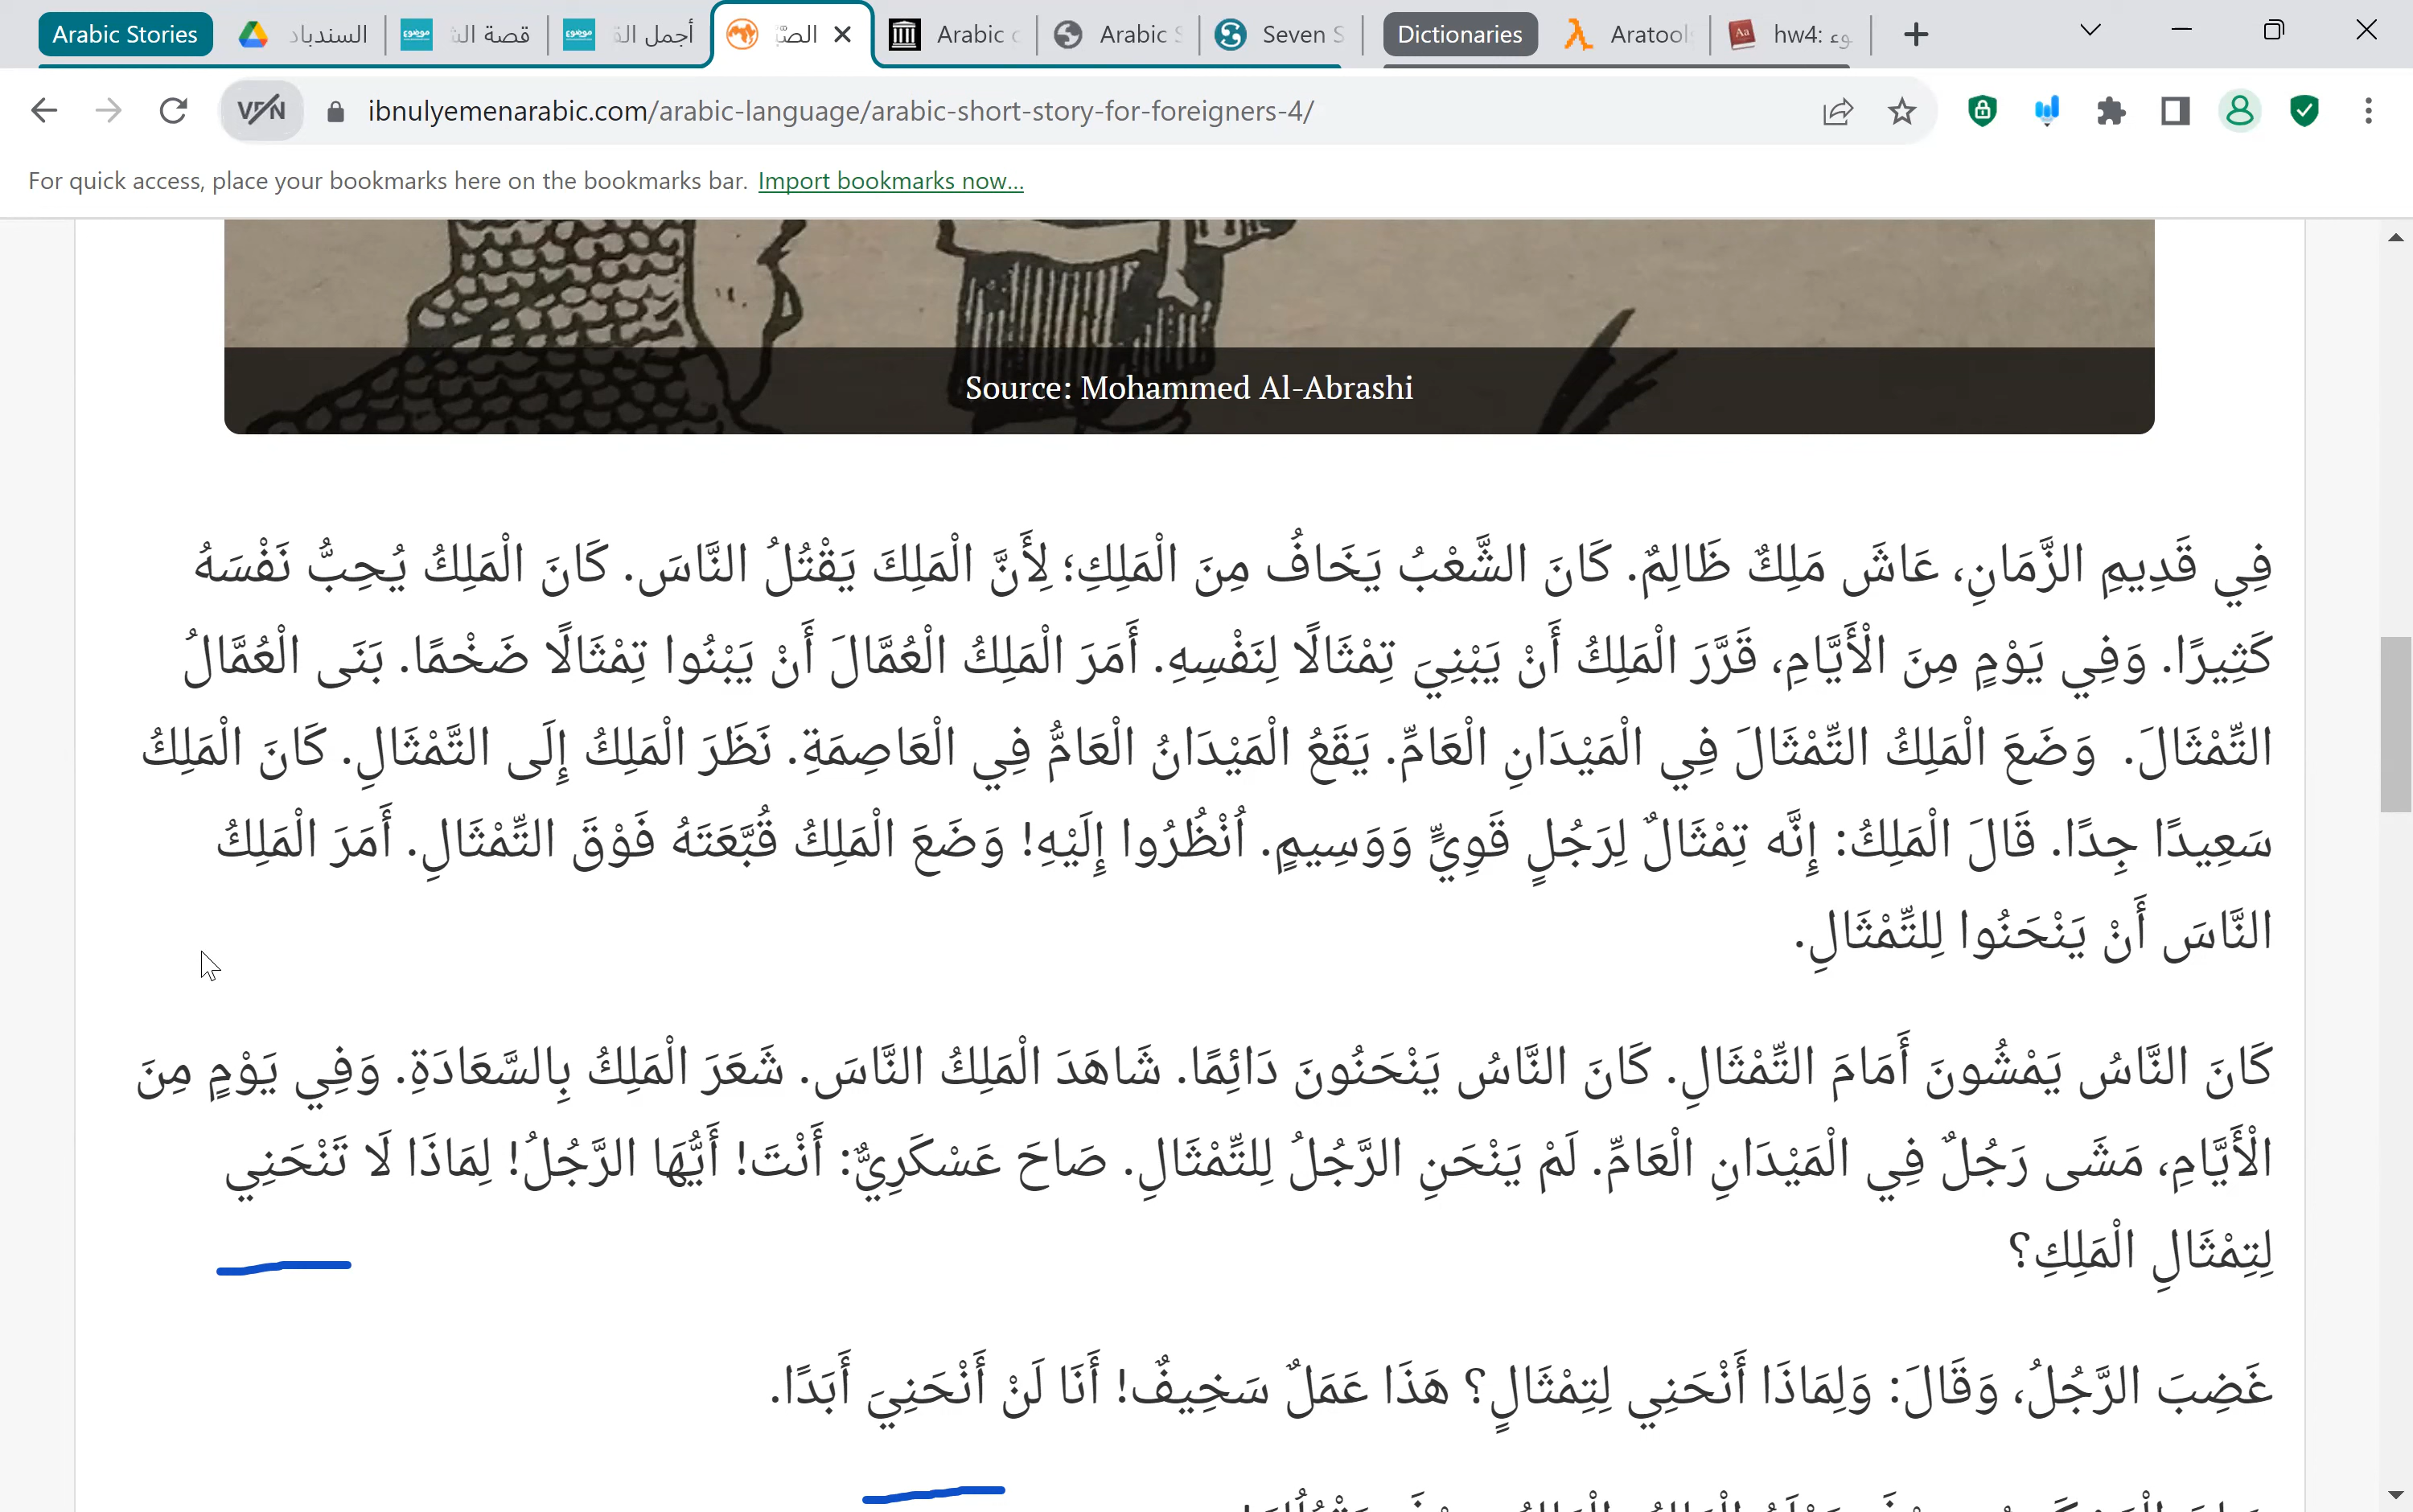 Arabic Stories السندباد قصة الش أجمل الق الص Arabic c Arabic S Seven S Dictionaries Aratool hw4: وء
VPN ibnulyemenarabic.com/arabic-language/arabic-short-story-for-foreigners-4/
For quick access, place your bookmarks here on the bookmarks bar. Import bookmarks now...
Source: Mohammed Al-Abrashi
فِي قَدِيمِ الزَّمَانِ، عَاشَ مَلِكٌ ظَالِمٌ. كَانَ الشَّعْبُ يَخَافُ مِنَ الْمَلِكِ؛ لِأَنَّ الْمَلِكَ يَقْتُلُ النَّاسَ. كَانَ الْمَلِكُ يُحِبُّ نَفْسَهُ
كَثِيرًا. وَفِي يَوْمٍ مِنَ الْأَيَّامِ، قَرَّرَ الْمَلِكُ أَنْ يَبْنِيَ تِمْثَالًا لِنَفْسِهِ. أَمَرَ الْمَلِكُ الْعُمَّالَ أَنْ يَبْنُوا تِمْثَالًا ضَخْمًا. بَنَى الْعُمَّالُ
التِّمْثَالَ. وَضَعَ الْمَلِكُ التِّمْثَالَ فِي الْمَيْدَانِ الْعَامِّ. يَقَعُ الْمَيْدَانُ الْعَامُّ فِي الْعَاصِمَةِ. نَظَرَ الْمَلِكُ إِلَى التَّمْثَالِ. كَانَ الْمَلِكُ
سَعِيدًا جِدًا. قَالَ الْمَلِكُ: إِنَّه تِمْثَالٌ لِرَجُلٍ قَوِيٍّ وَوَسِيمٍ. اُنْظُرُوا إِلَيْهِ! وَضَعَ الْمَلِكُ قُبَّعَتَهُ فَوْقَ التِّمْثَالِ. أَمَرَ الْمَلِكُ
النَّاسَ أَنْ يَنْحَنُوا لِلتِّمْثَالِ.
كَانَ النَّاسُ يَمْشُونَ أَمَامَ التِّمْثَالِ. كَانَ النَّاسُ يَنْحَنُونَ دَائِمًا. شَاهَدَ الْمَلِكُ النَّاسَ. شَعَرَ الْمَلِكُ بِالسَّعَادَةِ. وَفِي يَوْمٍ مِنَ
الْأَيَّامِ، مَشَى رَجُلٌ فِي الْمَيْدَانِ الْعَامِّ. لَمْ يَنْحَنِ الرَّجُلُ لِلتِّمْثَالِ. صَاحَ عَسْكَرِيٌّ: أَنْتَ! أَيُّهَا الرَّجُلُ! لِمَاذَا لَا تَنْحَنِي
لِتِمْثَالِ الْمَلِكِ؟
غَضِبَ الرَّجُلُ، وَقَالَ: وَلِمَاذَا أَنْحَنِي لِتِمْثَالٍ؟ هَذَا عَمَلٌ سَخِيفٌ! أَنَا لَنْ أَنْحَنِيَ أَبَدًا.